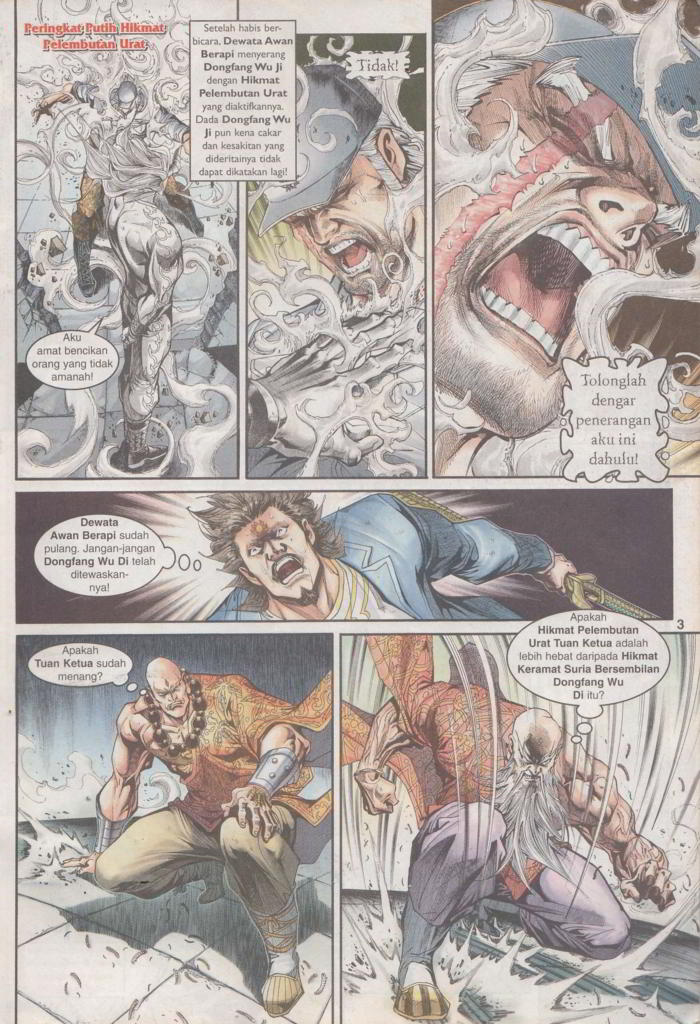 Peringkat Putih Hikmat
Pelembutan Urat
Setelah habis ber-
bicara, Dewata Awan
Berapi menyerang
Dongfang Wu Ji
dengan Hikmat
Pelembutan Urat
yang diaktifkannya.
Dada Dongfang Wu
Ji pun kena cakar
dan kesakitan yang
dideritainya tidak
dapat dikatakan lagi!
Aku
amat bencikan
orang yang tidak
amanah!
Tidak!
Tolonglah
dengar
penerangan
aku ini
dahulu!
Dewata
Awan Berapi sudah
pulang. Jangan-jangan
Dongfang Wu Di telah
ditewaskan-
nya!
3
Apakah
Tuan Ketua sudah
menang?
Apakah
Hikmat Pelembutan
Urat Tuan Ketua adalah
lebih hebat daripada Hikmat
Keramat Suria Bersembilan
Dongfang Wu
Di itu?